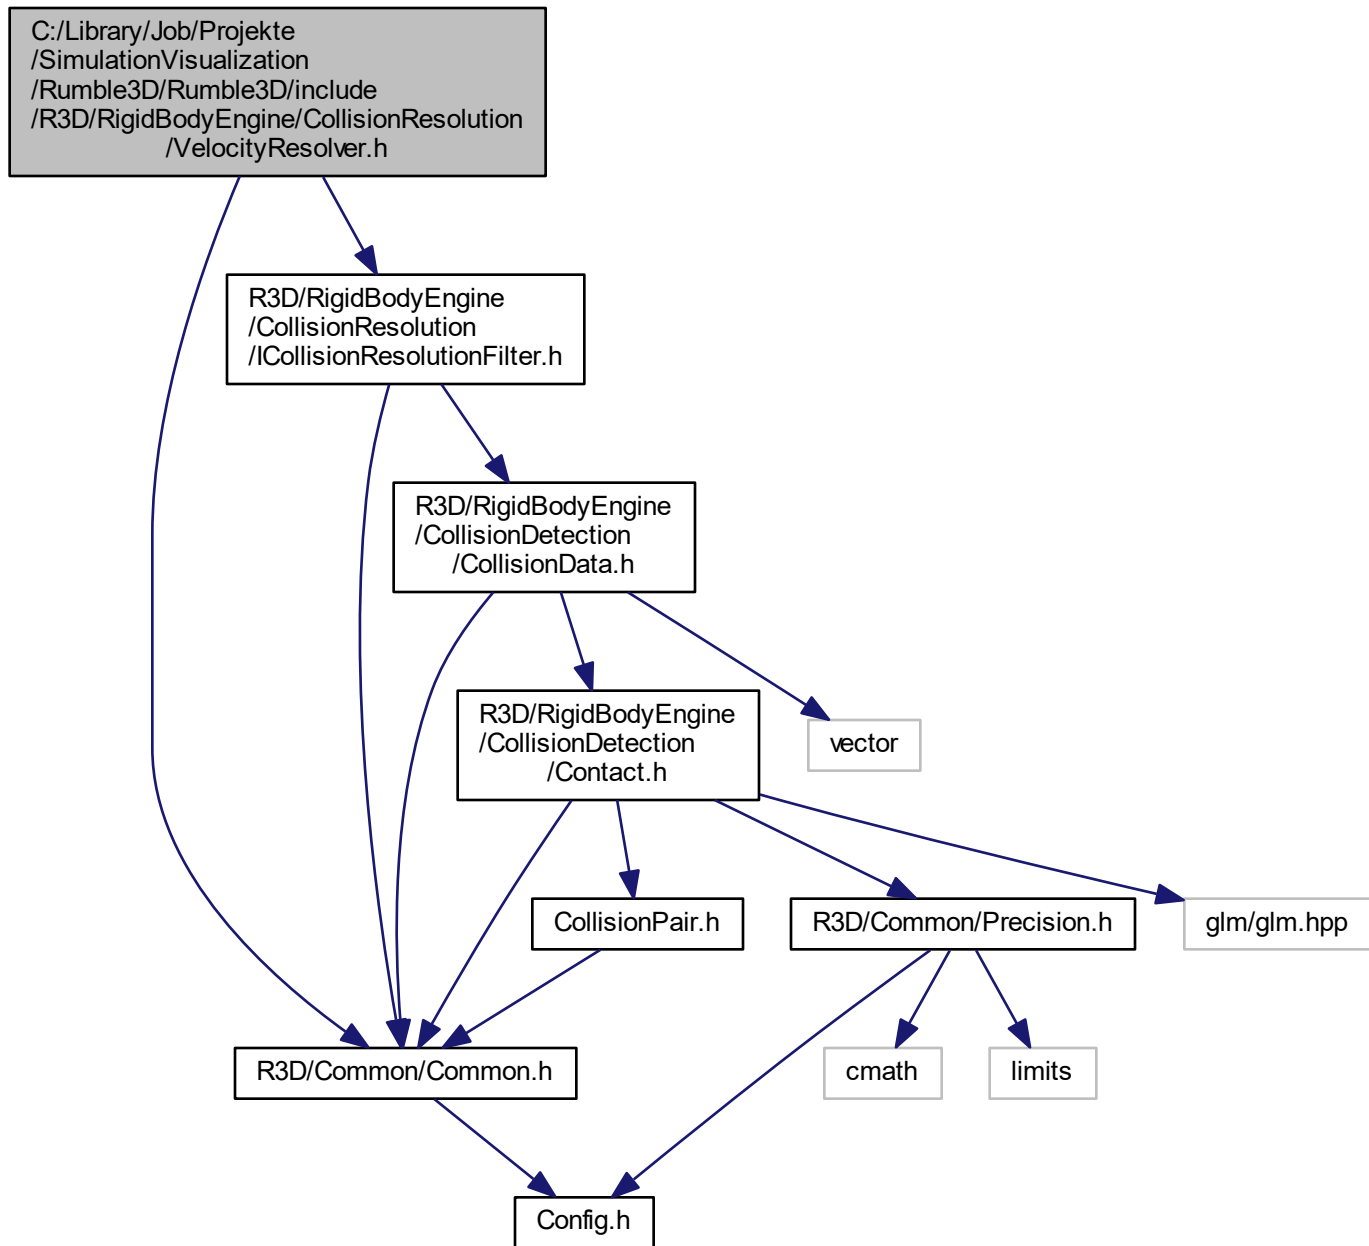 C:/Library/Job/Projekte
/SimulationVisualization
/Rumble3D/Rumble3D/include
/R3D/RigidBodyEngine/CollisionResolution
/VelocityResolver.h
R3D/RigidBodyEngine
/CollisionResolution
/ICollisionResolutionFilter.h
R3D/RigidBodyEngine
/CollisionDetection
/CollisionData.h
R3D/RigidBodyEngine
/CollisionDetection
/Contact.h
vector
CollisionPair.h
R3D/Common/Precision.h
glm/glm.hpp
R3D/Common/Common.h
cmath
limits
Config.h